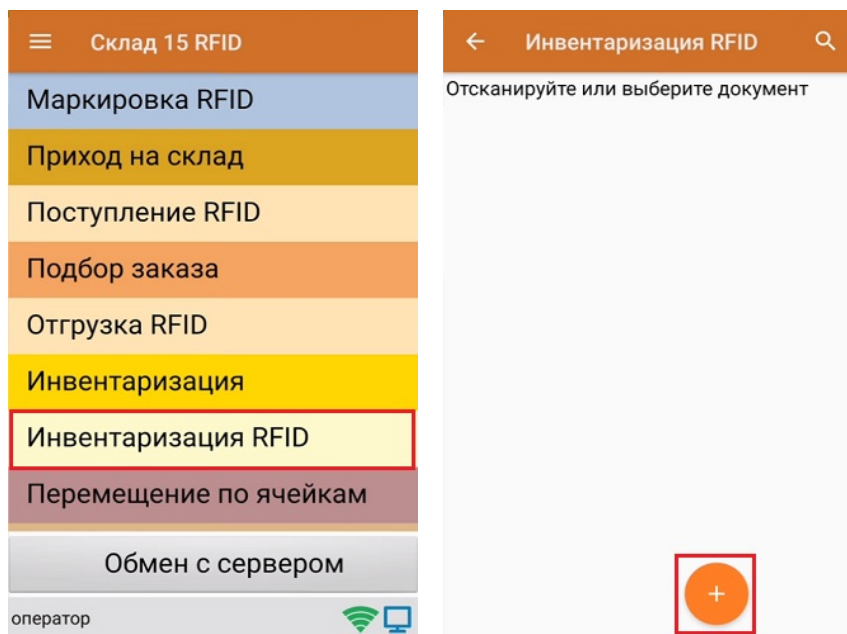 Склад 15 RFID
Маркировка RFID
Приход на склад
Поступление RFID
Подбор заказа
Отгрузка RFID
Инвентаризация
Инвентаризация RFID
Перемещение по ячейкам
Обмен с сервером
оператор
Инвентаризация RFID
Отсканируйте или выберите документ
+